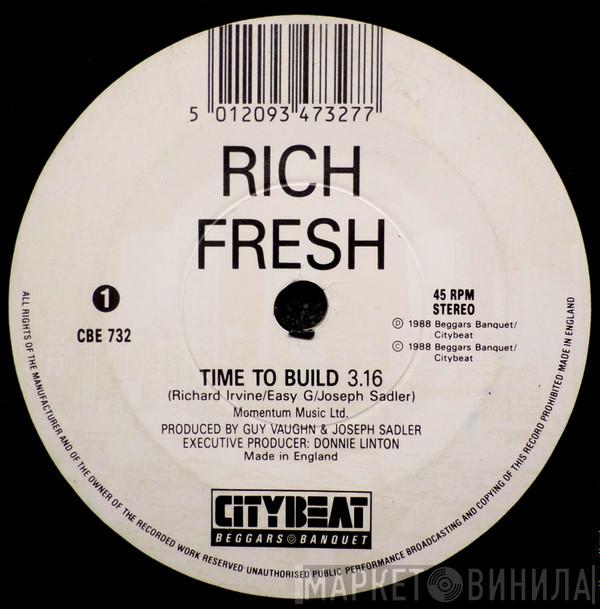 5 012093 473277
RICH
FRESH
1
CBE 732
45 RPM
STEREO
℗ 1988 Beggars Banquet/
Citybeat
© 1988 Beggars Banquet/
Citybeat
TIME TO BUILD 3.16
(Richard Irvine/Easy G/Joseph Sadler)
Momentum Music Ltd.
PRODUCED BY GUY VAUGHN & JOSEPH SADLER
EXECUTIVE PRODUCER: DONNIE LINTON
Made in England
CITYBEAT
BEGGARS BANQUET
ALL RIGHTS OF THE MANUFACTURER AND OF THE OWNER OF THE RECORDED WORK RESERVED·UNAUTHORISED PUBLIC PERFORMANCE BROADCASTING AND COPYING OF THIS RECORD PROHIBITED MADE IN ENGLAND
МАРКЕТ ВИНИЛА